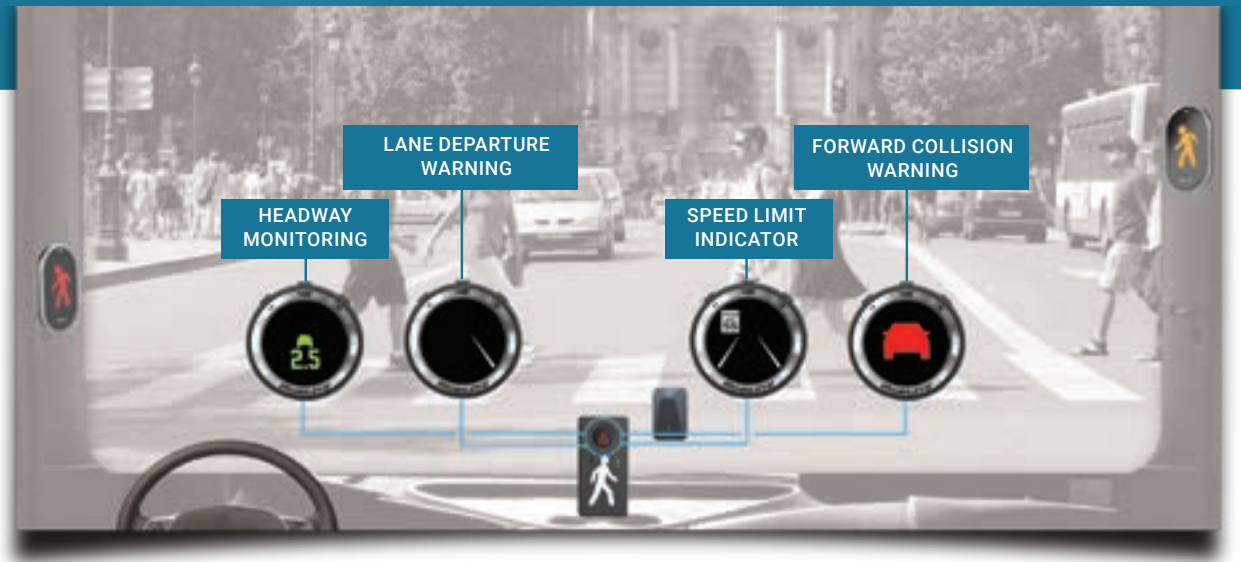 LANE DEPARTURE
WARNING
FORWARD COLLISION
WARNING
HEADWAY
MONITORING
SPEED LIMIT
INDICATOR
2.5